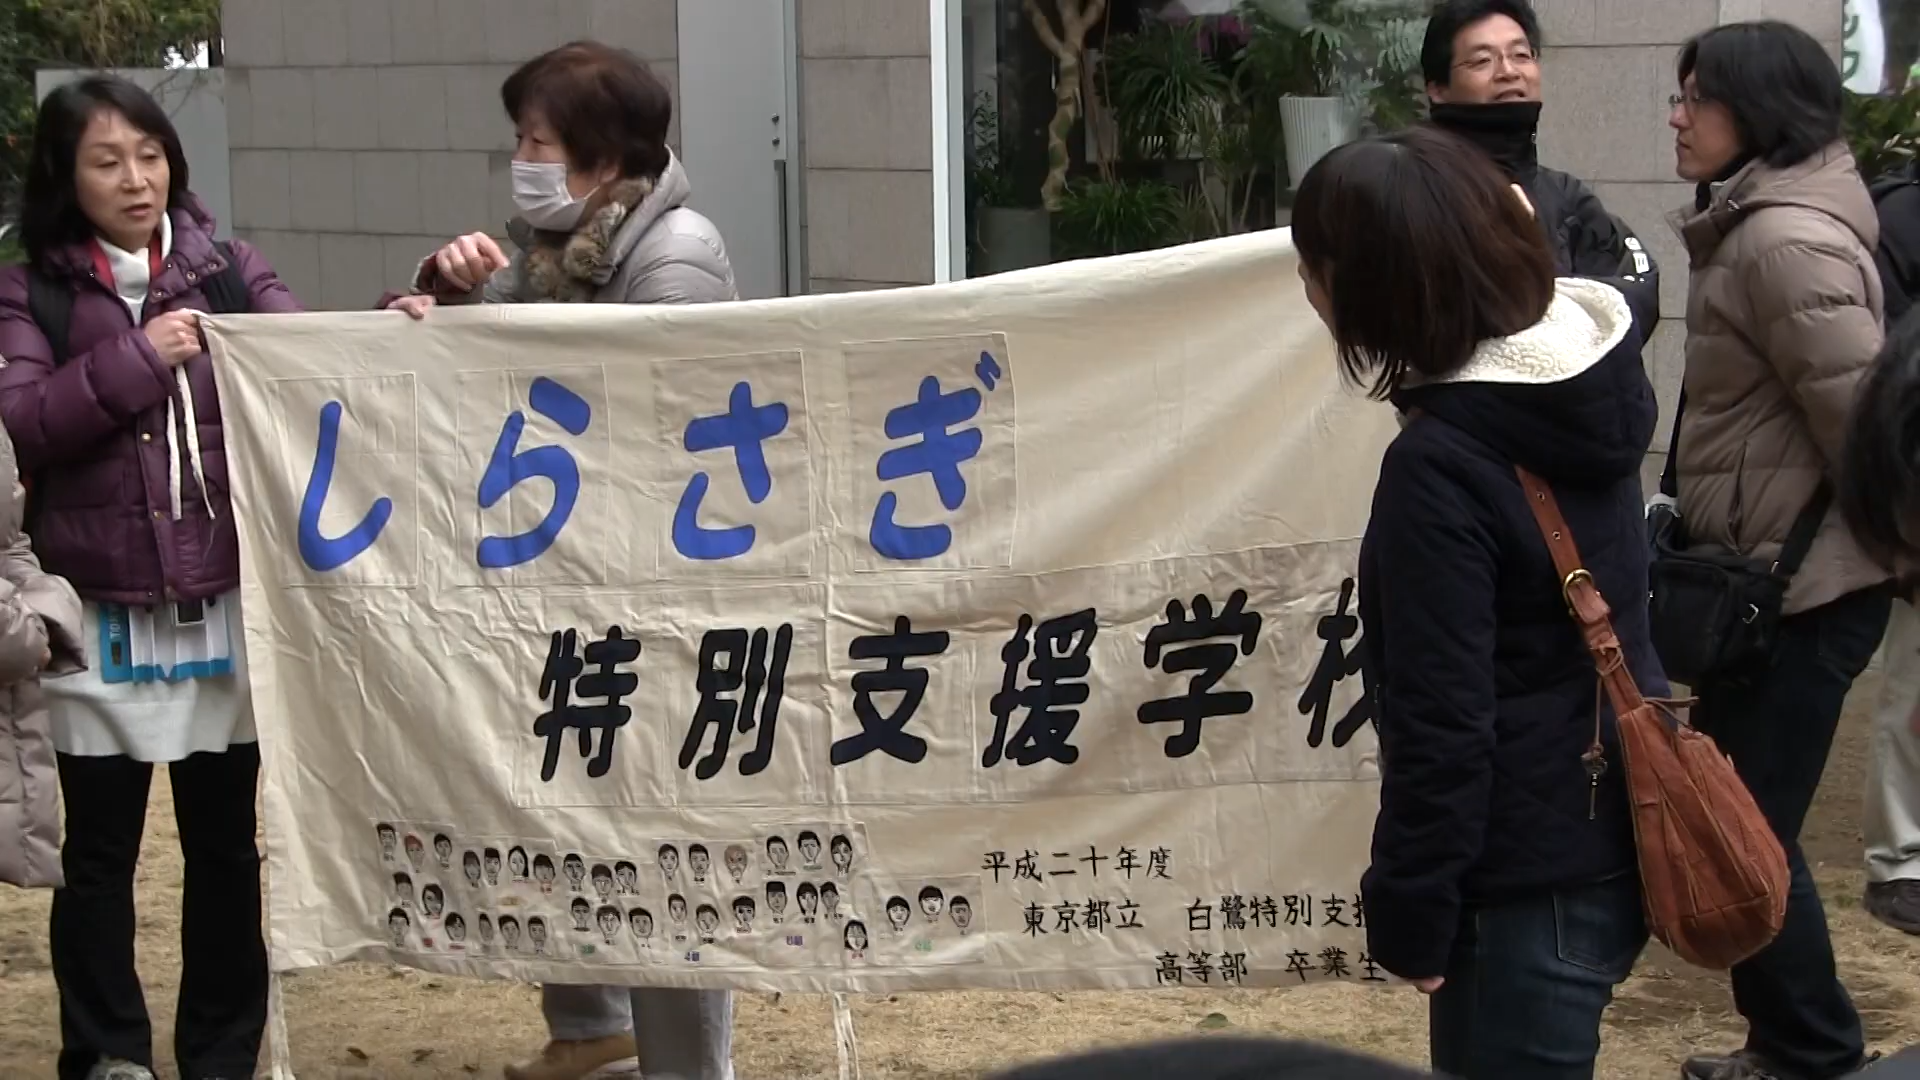 しらさぎ
特別支援学校
平成二十年度
東京都立 白鷺特別支援
高等部 卒業生